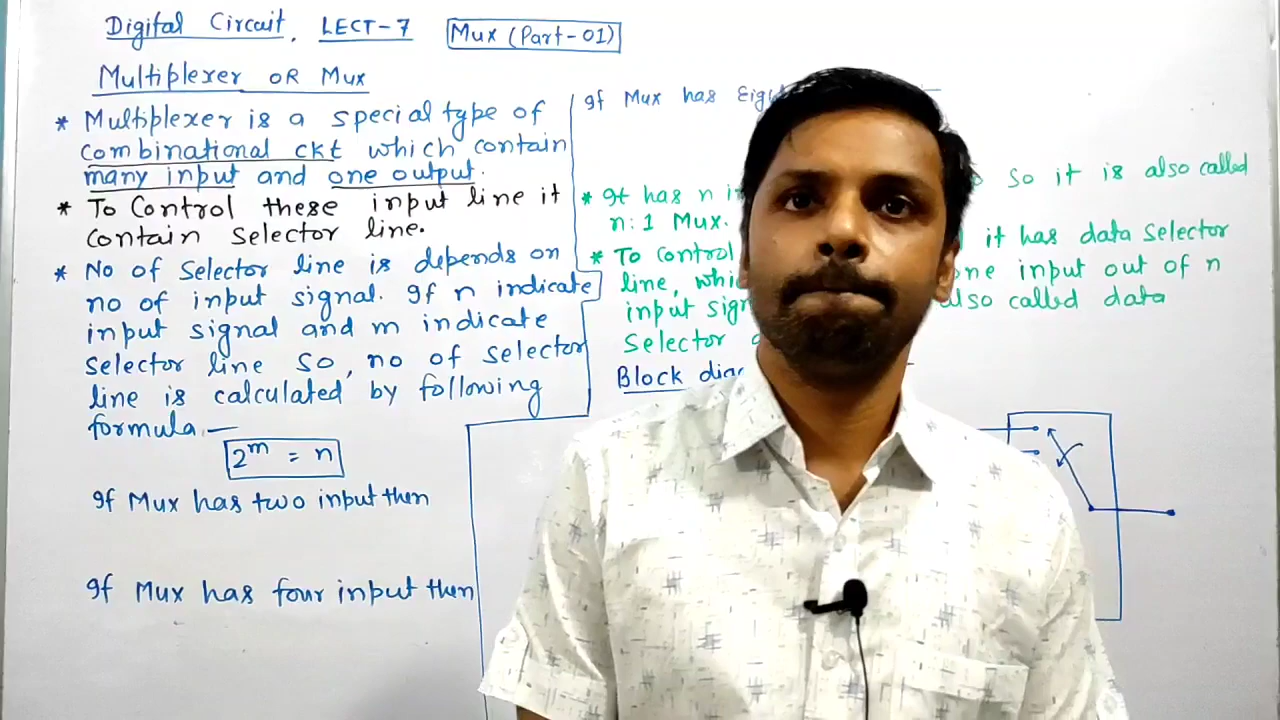 Digital Circuit, LECT-7 Mux (Part-01)
Multiplexer OR Mux
* Multiplexer is a special type of
combinational ckt which contain
many input and one output.
* To Control these input line it
contain selector line.
* No of Selector line is depends on
no of input signal. If n indicate
input signal and m indicate
Selector line so, no of selector
line is calculated by following
formula.—
2^m = n
If Mux has two input then
If Mux has four input then
If Mux has
* It has n
n:1 Mux.
so it is also called
* To control
it has data selector
line,
one input out of n
input
also called data
Selector
Block